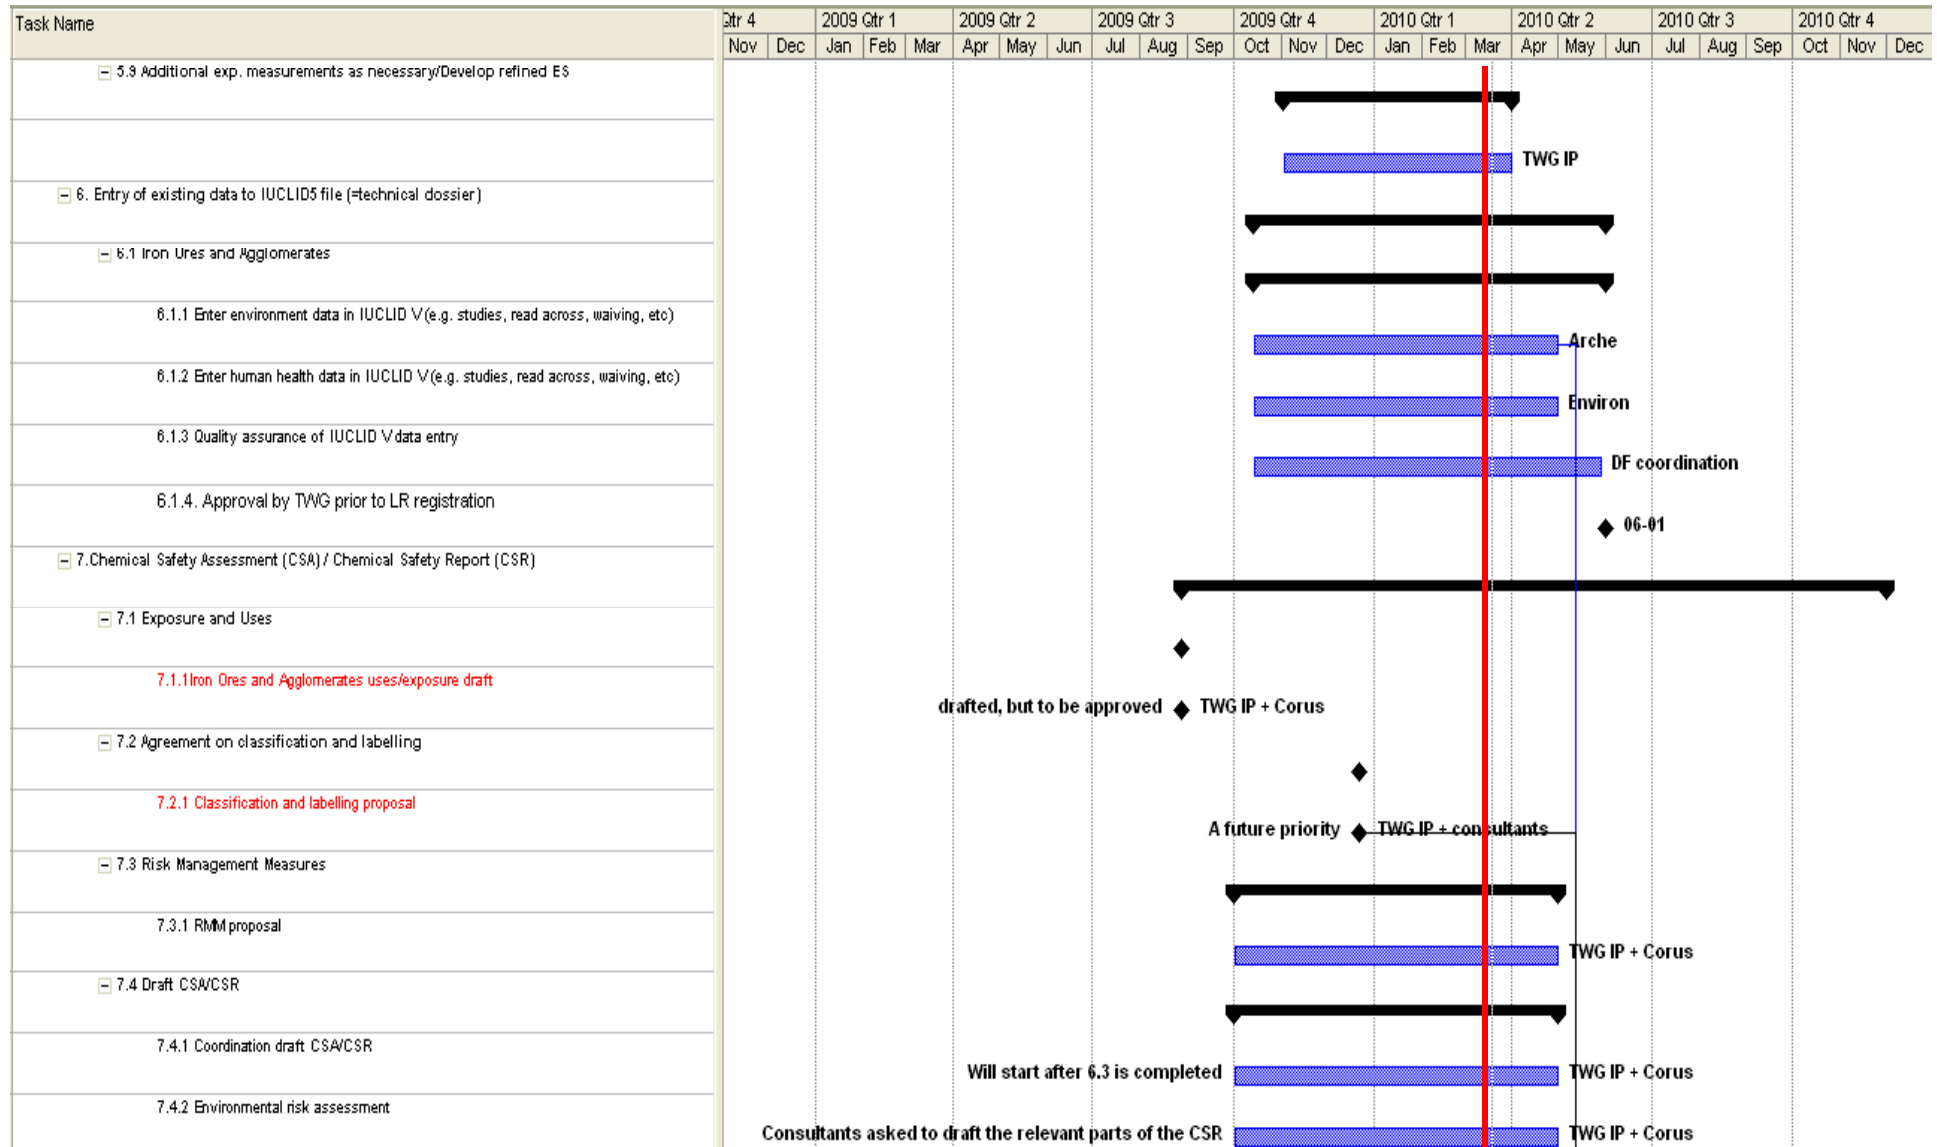 Task Name
Qtr 4 2009 Qtr 1 2009 Qtr 2 2009 Qtr 3 2009 Qtr 4 2010 Qtr 1 2010 Qtr 2 2010 Qtr 3 2010 Qtr 4
Nov Dec Jan Feb Mar Apr May Jun Jul Aug Sep Oct Nov Dec Jan Feb Mar Apr May Jun Jul Aug Sep Oct Nov Dec
5.9 Additional exp. measurements as necessary/Develop refined ES
TWG IP
6. Entry of existing data to IUCLID5 file (=technical dossier)
6.1 Iron Ores and Agglomerates
6.1.1 Enter environment data in IUCLID V (e.g. studies, read across, waiving, etc)
Arche
6.1.2 Enter human health data in IUCLID V (e.g. studies, read across, waiving, etc)
Environ
6.1.3 Quality assurance of IUCLID V data entry
DF coordination
6.1.4. Approval by TWG prior to LR registration
06-01
7.Chemical Safety Assessment (CSA) / Chemical Safety Report (CSR)
7.1 Exposure and Uses
7.1.1Iron Ores and Agglomerates uses/exposure draft
drafted, but to be approved TWG IP + Corus
7.2 Agreement on classification and labelling
7.2.1 Classification and labelling proposal
A future priority TWG IP + consultants
7.3 Risk Management Measures
7.3.1 RMM proposal
TWG IP + Corus
7.4 Draft CSA/CSR
7.4.1 Coordination draft CSA/CSR
Will start after 6.3 is completed TWG IP + Corus
7.4.2 Environmental risk assessment
Consultants asked to draft the relevant parts of the CSR TWG IP + Corus